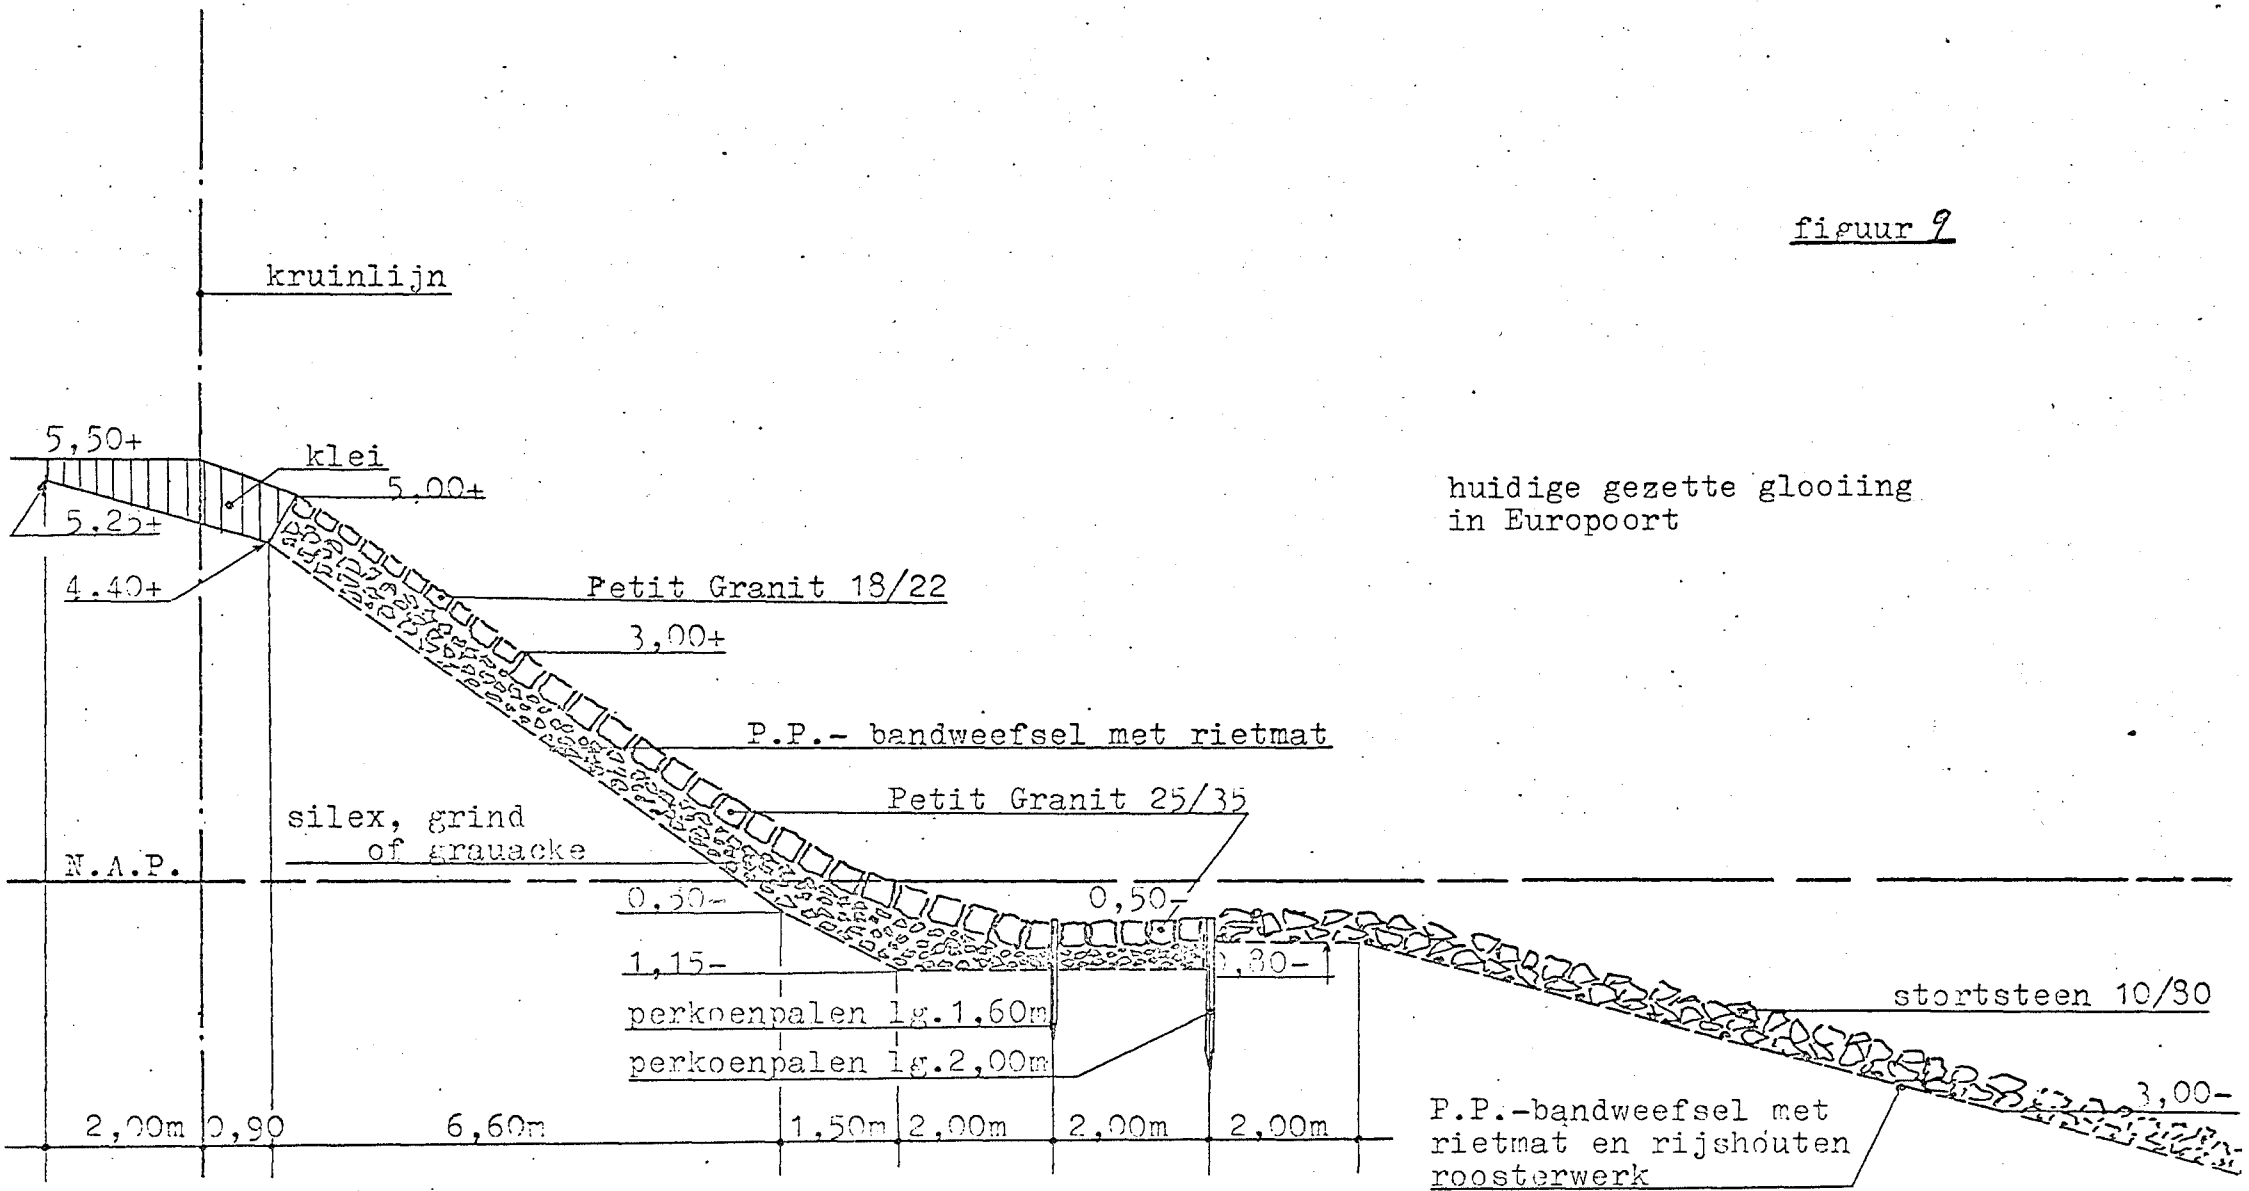 figuur 9
kruinlijn
5,50+
klei
5,00+
huidige gezette glooiing
in Europoort
5.25+
4.40+
Petit Granit 18/22
3,00+
P.P.- bandweefsel met rietmat
Petit Granit 25/35
silex, grind
of grauacke
N.A.P.
0,30-
0,50-
1,15-
0,80-
stortsteen 10/80
perkoenpalen lg.1,60m
perkoenpalen lg.2,00m
3,00-
2,00m
0,90
6,60m
1,50m
2,00m
2,00m
2,00m
P.P.-bandweefsel met
rietmat en rijshouten
roosterwerk